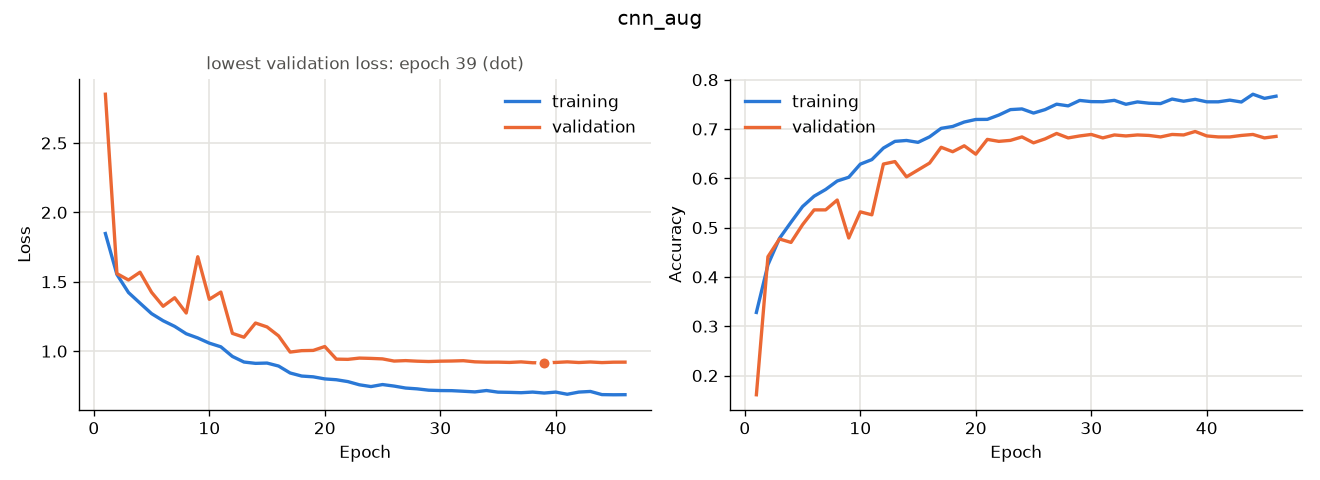 cnn_aug
lowest validation loss: epoch 39 (dot)
training
validation
Loss
2.5
2.0
1.5
1.0
0 10 20 30 40
Epoch
training
validation
Accuracy
0.8
0.7
0.6
0.5
0.4
0.3
0.2
0 10 20 30 40
Epoch